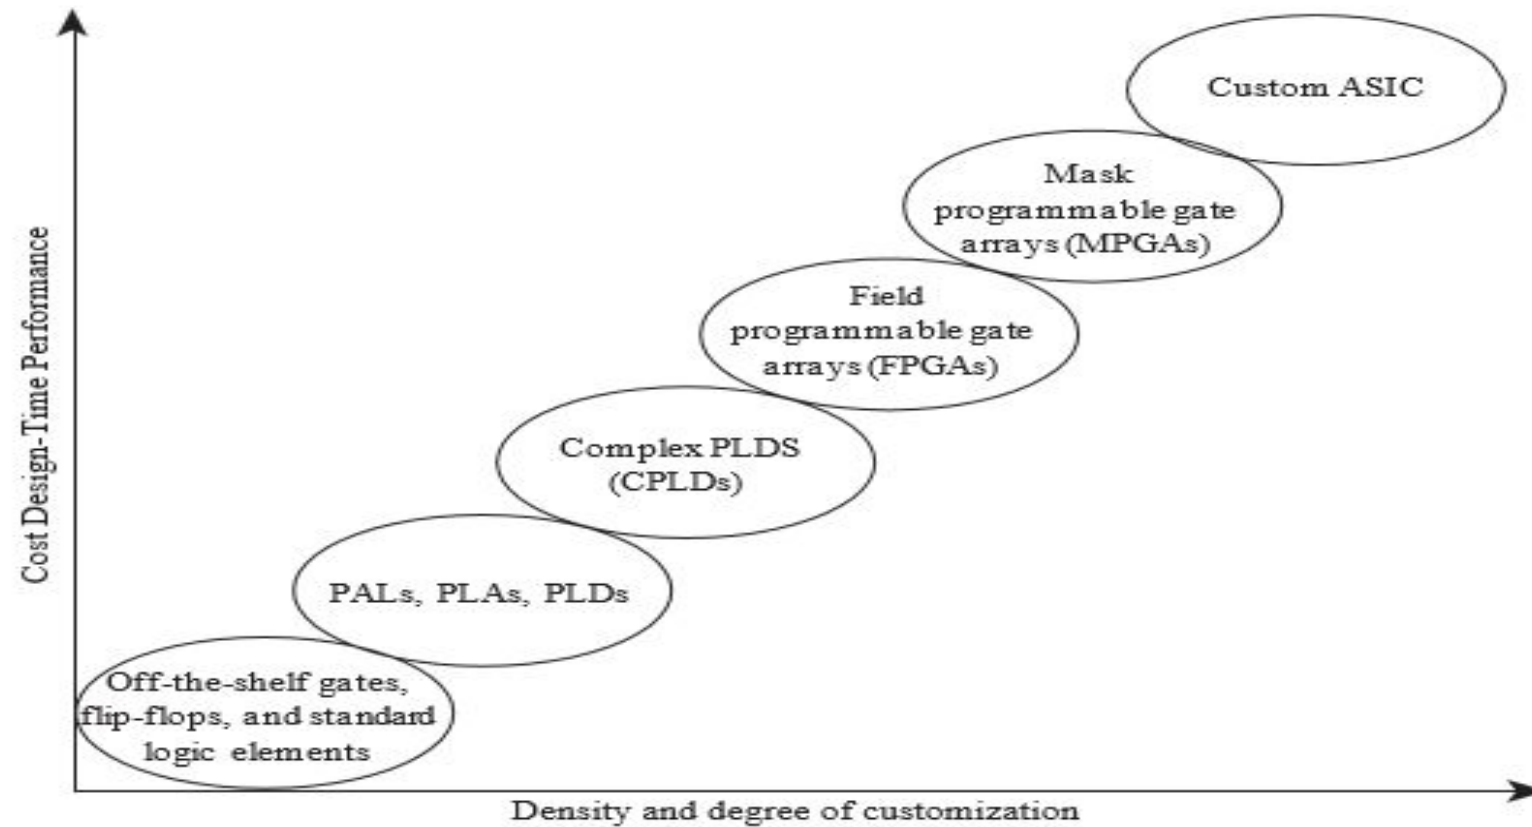 Custom ASIC
Mask
programmable gate
arrays (MPGAs)
Field
programmable gate
arrays (FPGAs)
Complex PLDS
(CPLDs)
PALs, PLAs, PLDs
Off-the-shelf gates,
flip-flops, and standard
logic elements
Cost Design-Time Performance
Density and degree of customization